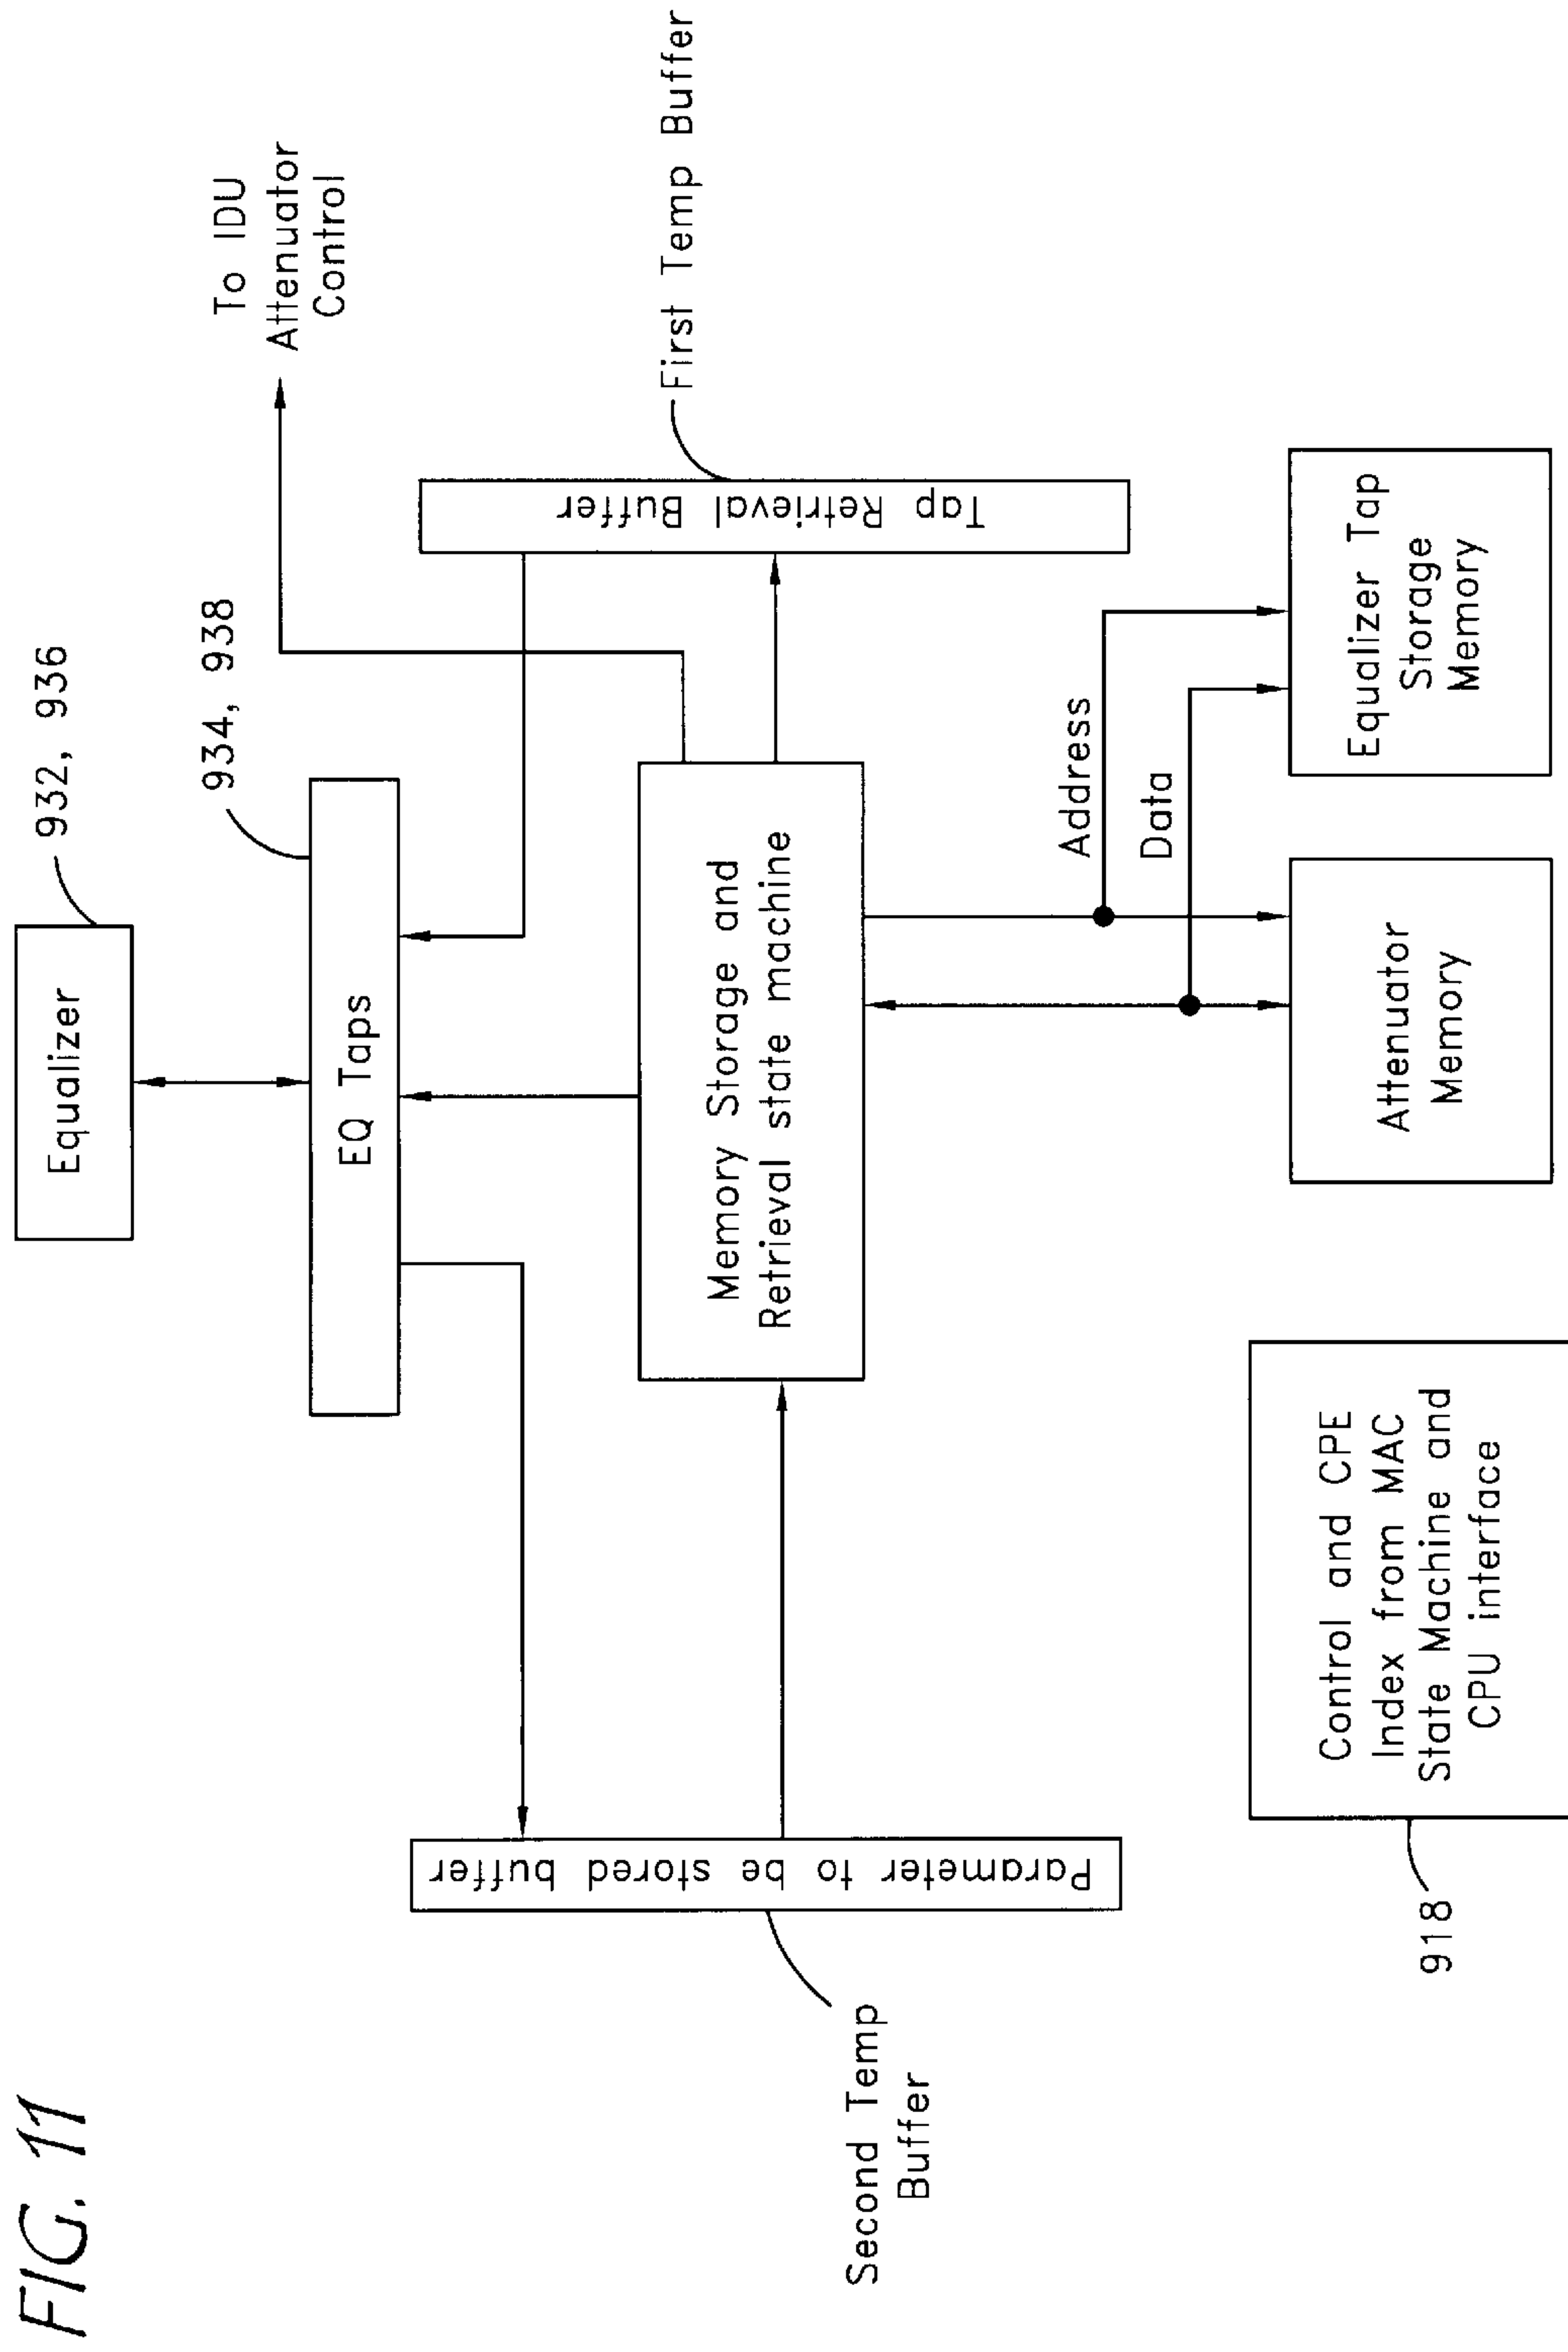 FIG. 11
Equalizer
932, 936
EQ Taps
934, 938
To IDU
Attenuator
Control
Parameter to be stored buffer
Second Temp
Buffer
Memory Storage and
Retrieval state machine
Tap Retrieval Buffer
First Temp Buffer
Address
Data
Control and CPE
Index from MAC
State Machine and
CPU interface
918
Attenuator
Memory
Equalizer Tap
Storage
Memory